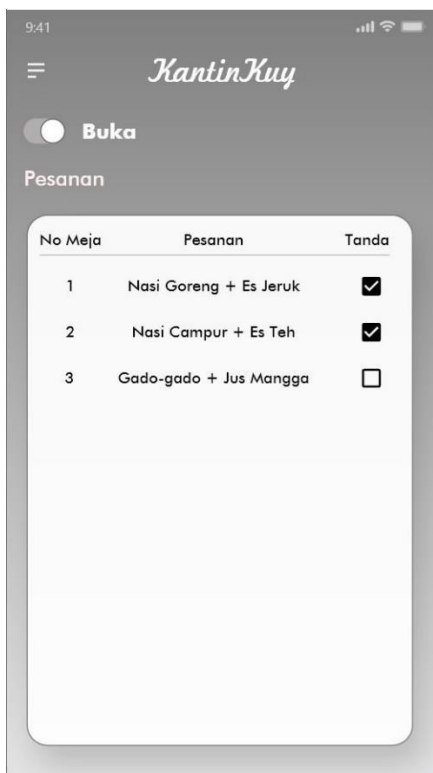 9:41
KantinKuy
Buka
Pesanan
No Meja Pesanan Tanda
1 Nasi Goreng + Es Jeruk
2 Nasi Campur + Es Teh
3 Gado-gado + Jus Mangga